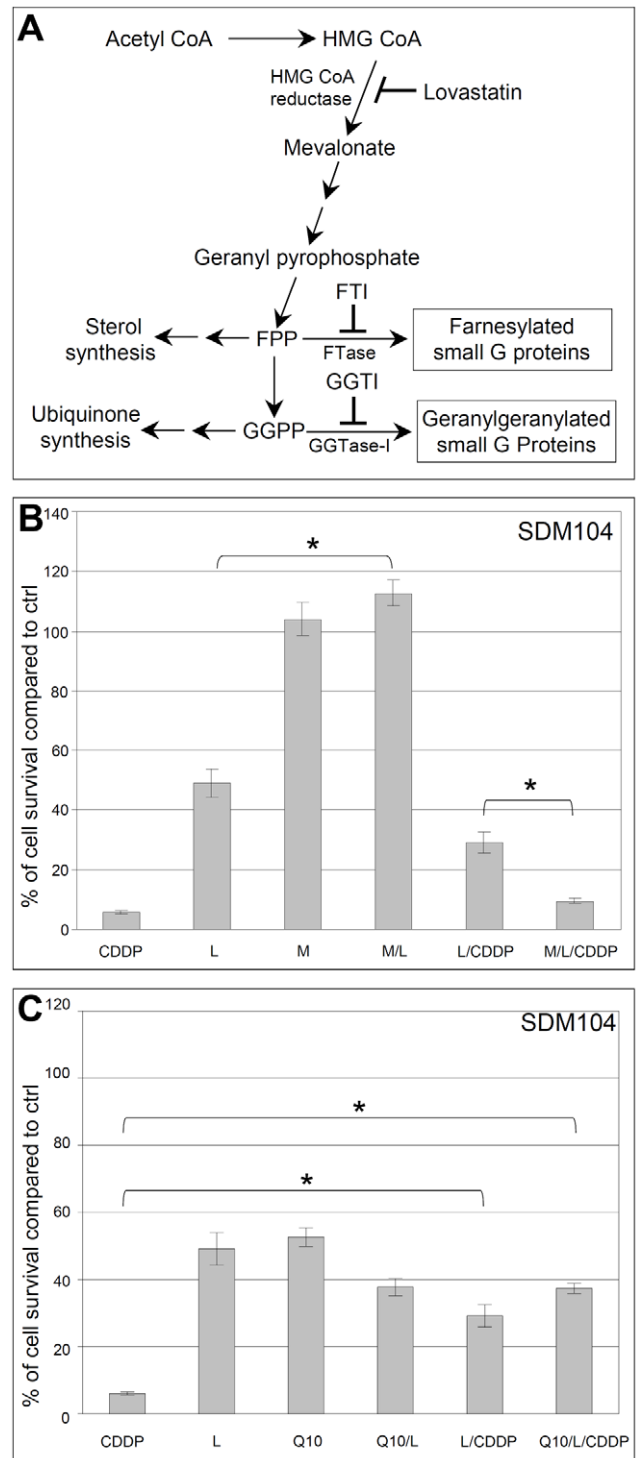 A
Acetyl CoA HMG CoA
HMG CoA
reductase
Lovastatin
Mevalonate
Geranyl pyrophosphate
FTI
Sterol
synthesis
FPP
FTase
Farnesylated
small G proteins
GGTI
Ubiquinone
synthesis
GGPP
GGTase-I
Geranylgeranylated
small G Proteins
B
SDM104
% of cell survival compared to ctrl
140
120
100
80
60
40
20
0
*
*
CDDP L M M/L L/CDDP M/L/CDDP
C
SDM104
% of cell survival compared to ctrl
120
100
80
60
40
20
0
*
*
CDDP L Q10 Q10/L L/CDDP Q10/L/CDDP